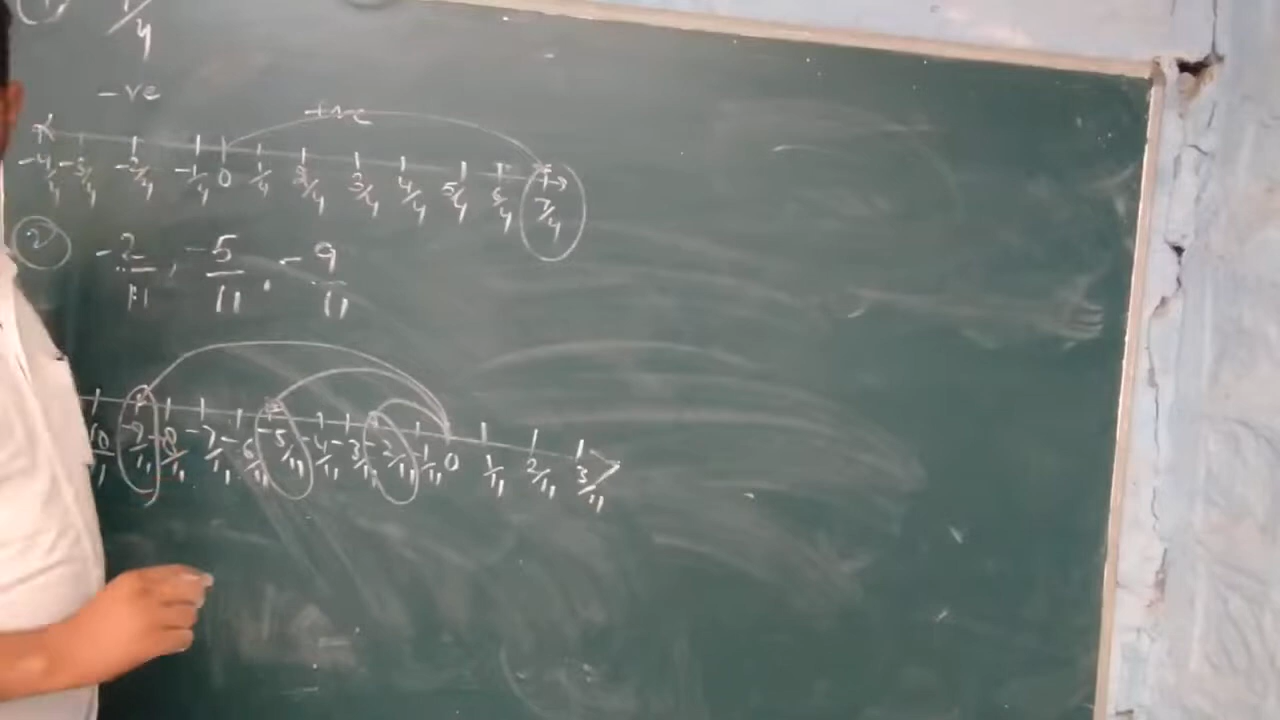 1. 7/4
-ve +ve
-4/4 -3/4 -2/4 -1/4 0 1/4 2/4 3/4 4/4 5/4 6/4 7/4
2 -2/11, -5/11, -9/11
10/11 -9/11 -8/11 -7/11 -6/11 -5/11 -4/11 -3/11 -2/11 -1/11 0 1/11 2/11 3/11